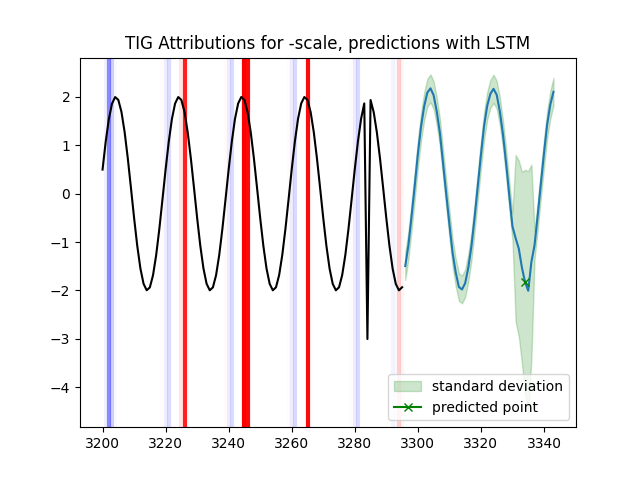 TIG Attributions for -scale, predictions with LSTM
2
1
0
−1
−2
−3
−4
standard deviation
predicted point
3200 3220 3240 3260 3280 3300 3320 3340